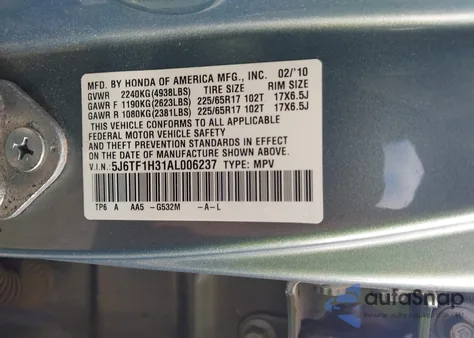 MFD. BY HONDA OF AMERICA MFG., INC. 02/'10
GVWR 2240KG(4938LBS) TIRE SIZE RIM SIZE
GAWR F 1190KG(2623LBS) 225/65R17 102T 17X6.5J
GAWR R 1080KG(2381LBS) 225/65R17 102T 17X6.5J
THIS VEHICLE CONFORMS TO ALL APPLICABLE
FEDERAL MOTOR VEHICLE SAFETY
AND THEFT PREVENTION STANDARDS IN EFFECT ON
THE DATE OF MANUFACTURE SHOWN ABOVE.
V.I.N.: 5J6TF1H31AL006237 TYPE: MPV
TP6 A AA5 -G532M -A-L
autoSnap